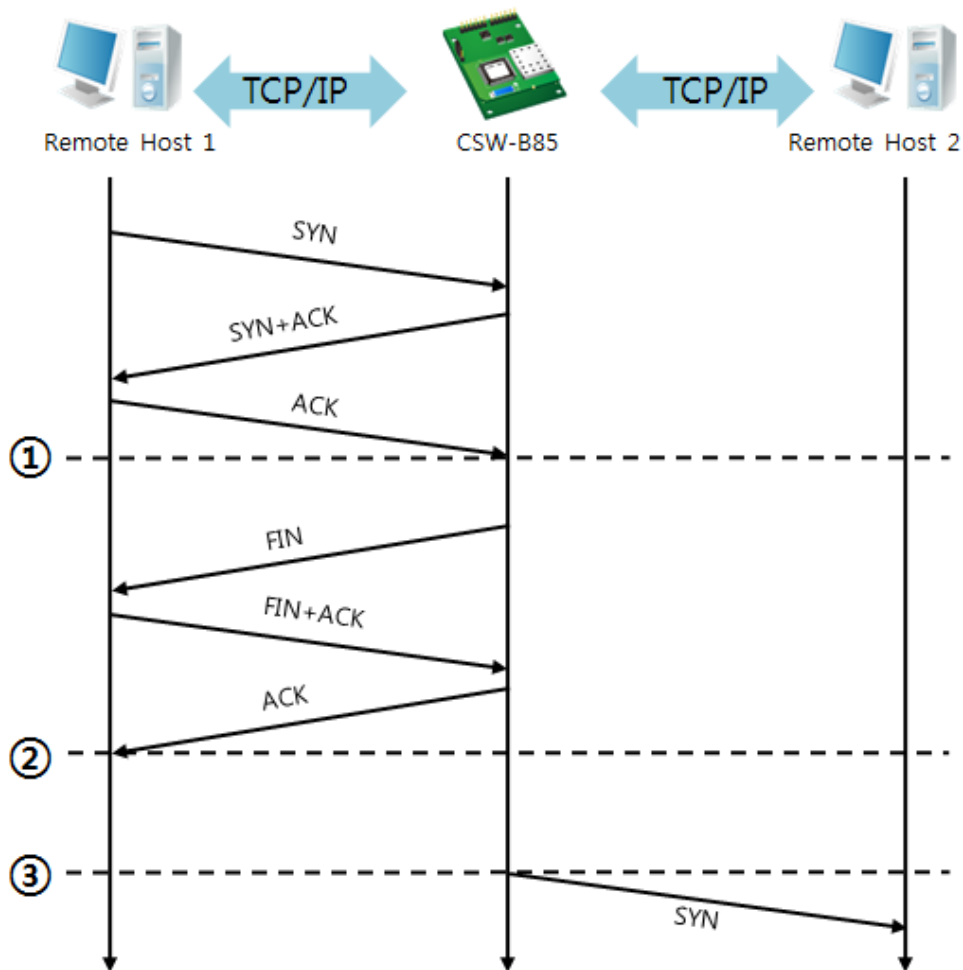 TCP/IP
TCP/IP
Remote Host 1
CSW-B85
Remote Host 2
SYN
SYN+ACK
ACK
①
FIN
FIN+ACK
ACK
②
③
SYN